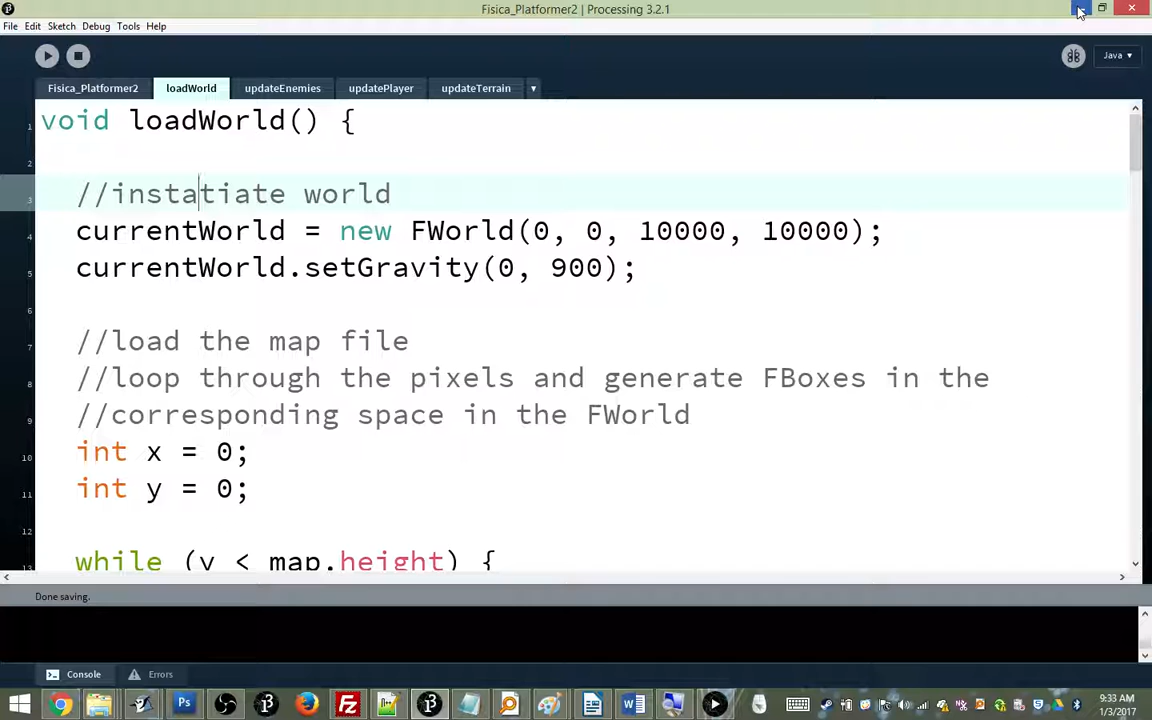 Fisica_Platformer2 | Processing 3.2.1
File Edit Sketch Debug Tools Help
Java
Fisica_Platformer2 loadWorld updateEnemies updatePlayer updateTerrain
1 void loadWorld() {
2
3 //instatiate world
4 currentWorld = new FWorld(0, 0, 10000, 10000);
5 currentWorld.setGravity(0, 900);
6
7 //load the map file
8 //loop through the pixels and generate FBoxes in the
9 //corresponding space in the FWorld
10 int x = 0;
11 int y = 0;
12
13 while (y < map.height) {
Done saving.
Console Errors
9:33 AM
1/3/2017